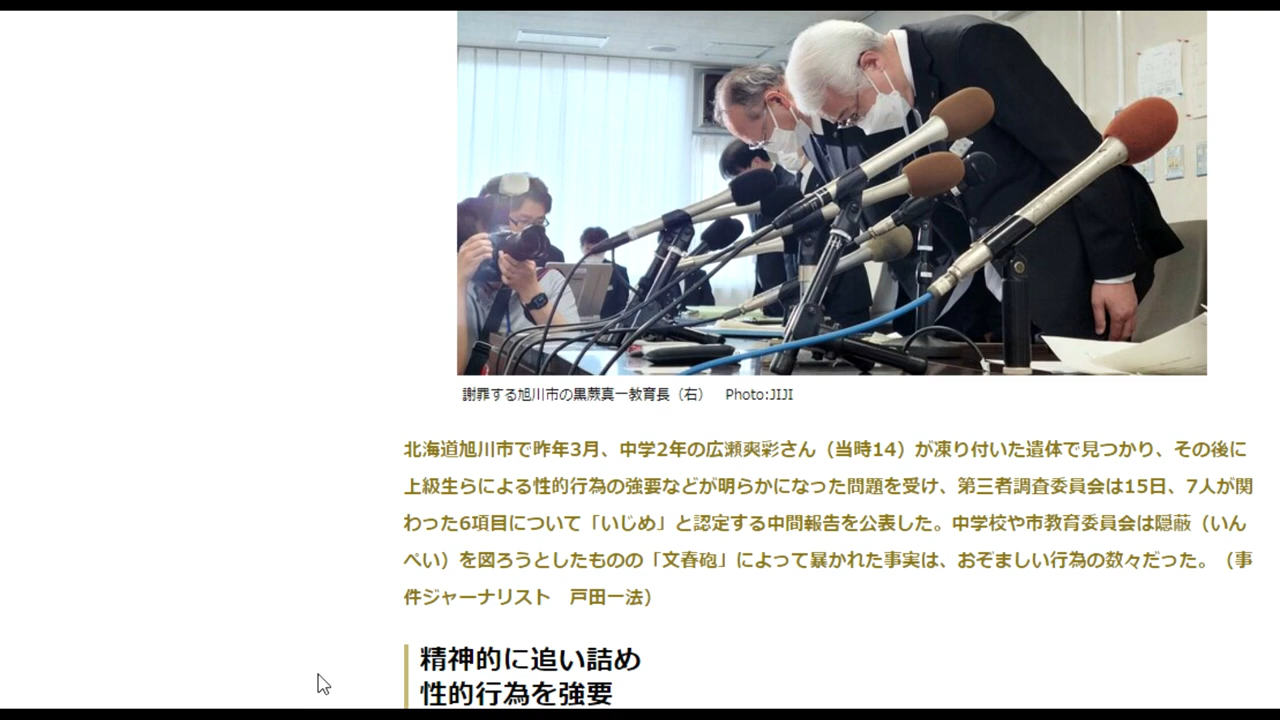 謝罪する旭川市の黒蕨真一教育長（右）　Photo:JIJI
北海道旭川市で昨年3月、中学2年の広瀬爽彩さん（当時14）が凍り付いた遺体で見つかり、その後に
上級生らによる性的行為の強要などが明らかになった問題を受け、第三者調査委員会は15日、7人が関
わった6項目について「いじめ」と認定する中間報告を公表した。中学校や市教育委員会は隠蔽（いん
ぺい）を図ろうとしたものの「文春砲」によって暴かれた事実は、おぞましい行為の数々だった。（事
件ジャーナリスト　戸田一法）
精神的に追い詰め
性的行為を強要